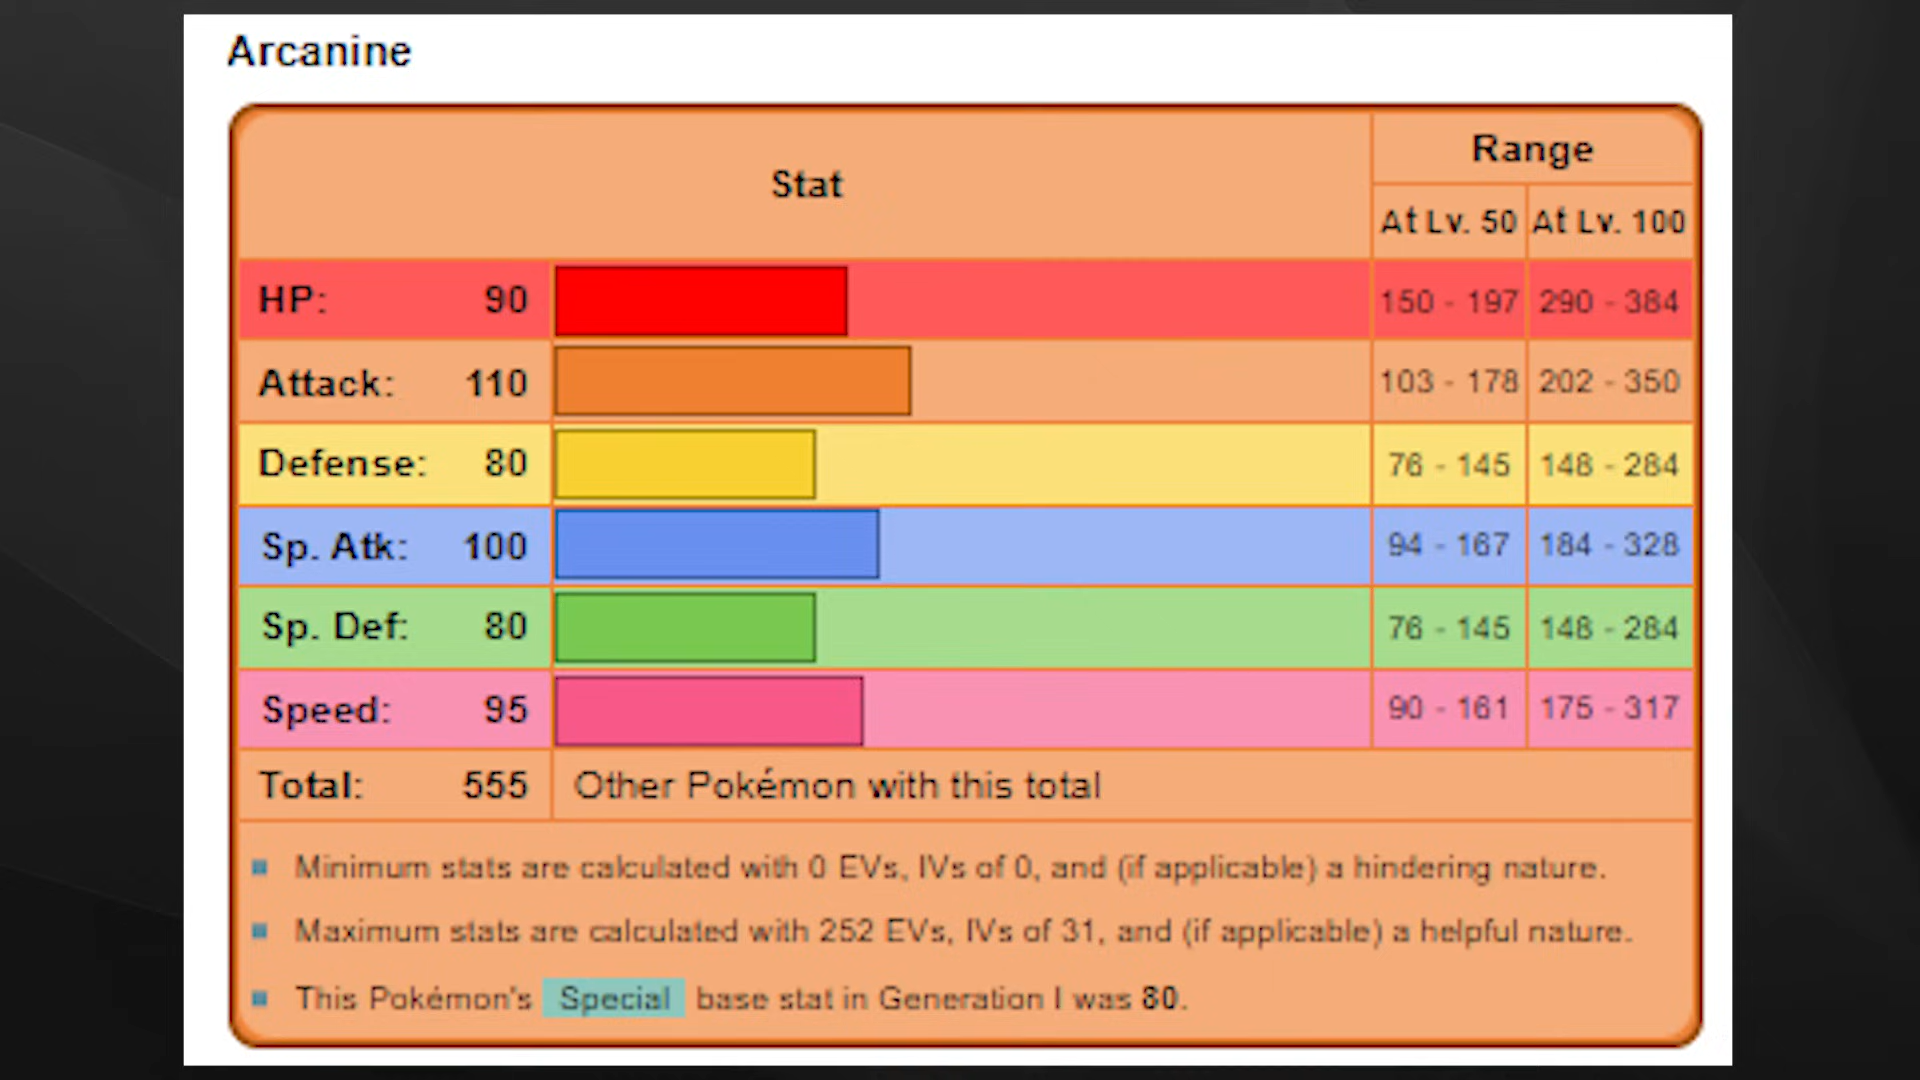 Arcanine
Stat
Range
At Lv. 50 At Lv. 100
HP: 90 150 - 197 290 - 384
Attack: 110 103 - 178 202 - 350
Defense: 80 76 - 145 148 - 284
Sp. Atk: 100 94 - 167 184 - 328
Sp. Def: 80 76 - 145 148 - 284
Speed: 95 90 - 161 175 - 317
Total: 555 Other Pokémon with this total
Minimum stats are calculated with 0 EVs, IVs of 0, and (if applicable) a hindering nature.
Maximum stats are calculated with 252 EVs, IVs of 31, and (if applicable) a helpful nature.
This Pokémon's Special base stat in Generation I was 80.